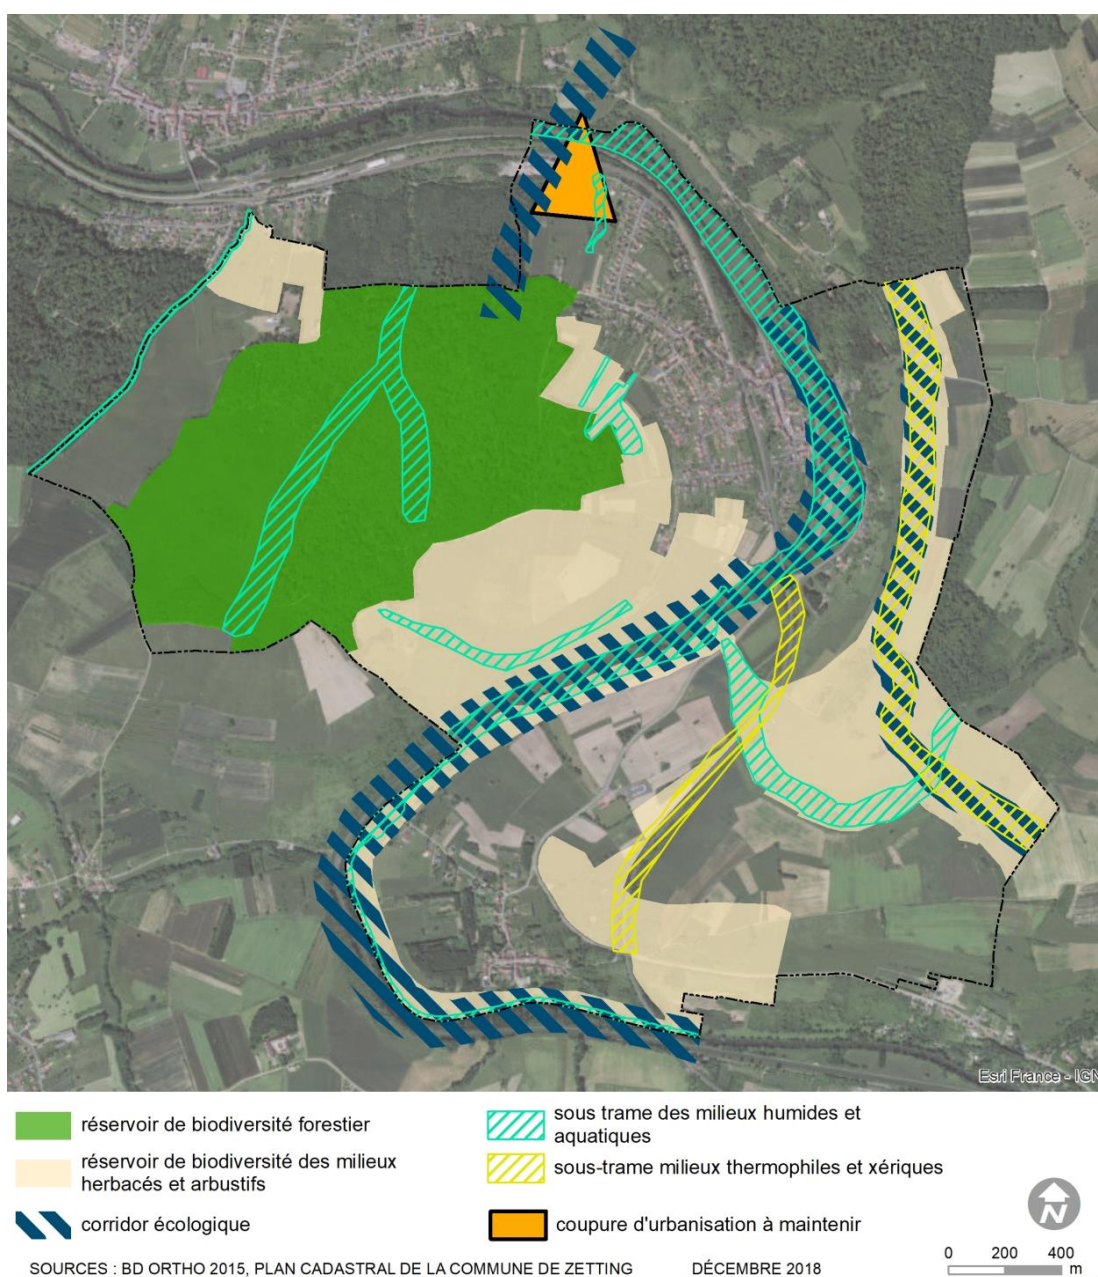 Esri France - IGN
réservoir de biodiversité forestier
réservoir de biodiversité des milieux
herbacés et arbustifs
corridor écologique
sous trame des milieux humides et
aquatiques
sous-trame milieux thermophiles et xériques
coupure d'urbanisation à maintenir
N
0 200 400
m
SOURCES : BD ORTHO 2015, PLAN CADASTRAL DE LA COMMUNE DE ZETTING DÉCEMBRE 2018